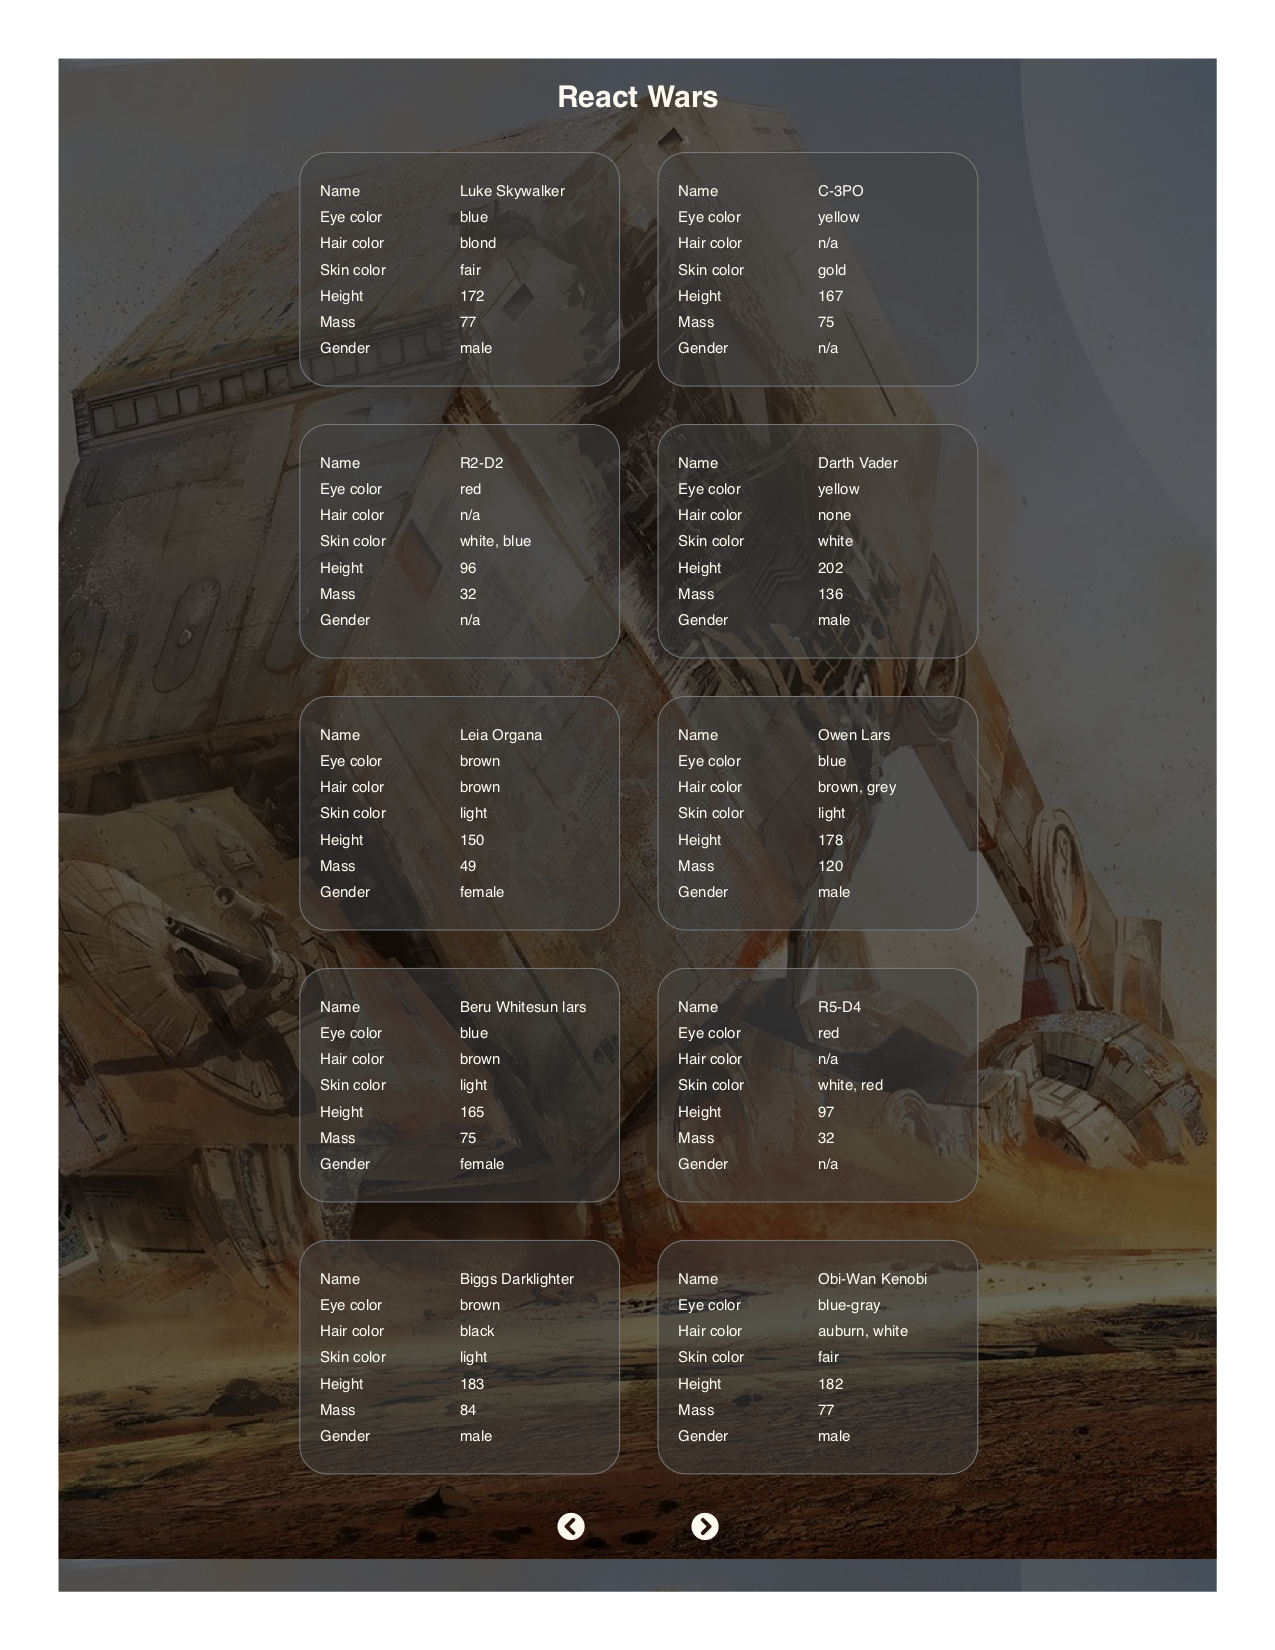 React Wars
Name Luke Skywalker
Eye color blue
Hair color blond
Skin color fair
Height 172
Mass 77
Gender male
Name C-3PO
Eye color yellow
Hair color n/a
Skin color gold
Height 167
Mass 75
Gender n/a
Name R2-D2
Eye color red
Hair color n/a
Skin color white, blue
Height 96
Mass 32
Gender n/a
Name Darth Vader
Eye color yellow
Hair color none
Skin color white
Height 202
Mass 136
Gender male
Name Leia Organa
Eye color brown
Hair color brown
Skin color light
Height 150
Mass 49
Gender female
Name Owen Lars
Eye color blue
Hair color brown, grey
Skin color light
Height 178
Mass 120
Gender male
Name Beru Whitesun lars
Eye color blue
Hair color brown
Skin color light
Height 165
Mass 75
Gender female
Name R5-D4
Eye color red
Hair color n/a
Skin color white, red
Height 97
Mass 32
Gender n/a
Name Biggs Darklighter
Eye color brown
Hair color black
Skin color light
Height 183
Mass 84
Gender male
Name Obi-Wan Kenobi
Eye color blue-gray
Hair color auburn, white
Skin color fair
Height 182
Mass 77
Gender male